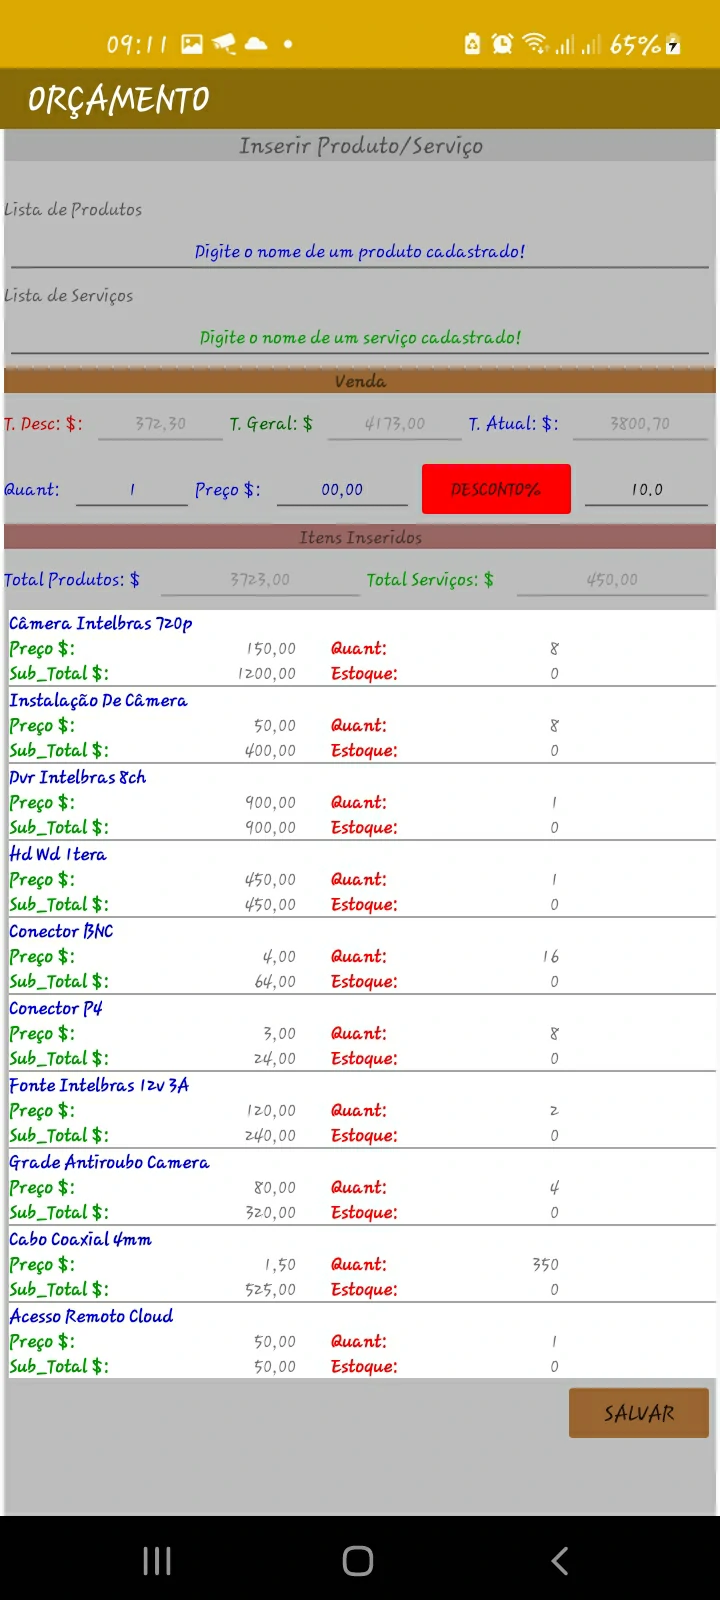 09:11 65%
ORÇAMENTO
Inserir Produto/Serviço
Lista de Produtos
Digite o nome de um produto cadastrado!
Lista de Serviços
Digite o nome de um serviço cadastrado!
Venda
T. Desc: $: 372,30 T. Geral: $ 4173,00 T. Atual: $: 3800,70
Quant: 1 Preço $: 00,00 DESCONTO% 10.0
Itens Inseridos
Total Produtos: $ 3723,00 Total Serviços: $ 450,00
Câmera Intelbras 720p
Preço $: 150,00 Quant: 8
Sub_Total $: 1200,00 Estoque: 0
Instalação De Câmera
Preço $: 50,00 Quant: 8
Sub_Total $: 400,00 Estoque: 0
Dvr Intelbras 8ch
Preço $: 900,00 Quant: 1
Sub_Total $: 900,00 Estoque: 0
Hd Wd 1tera
Preço $: 450,00 Quant: 1
Sub_Total $: 450,00 Estoque: 0
Conector BNC
Preço $: 4,00 Quant: 16
Sub_Total $: 64,00 Estoque: 0
Conector P4
Preço $: 3,00 Quant: 8
Sub_Total $: 24,00 Estoque: 0
Fonte Intelbras 12v 3A
Preço $: 120,00 Quant: 2
Sub_Total $: 240,00 Estoque: 0
Grade Antiroubo Camera
Preço $: 80,00 Quant: 4
Sub_Total $: 320,00 Estoque: 0
Cabo Coaxial 4mm
Preço $: 1,50 Quant: 350
Sub_Total $: 525,00 Estoque: 0
Acesso Remoto Cloud
Preço $: 50,00 Quant: 1
Sub_Total $: 50,00 Estoque: 0
SALVAR